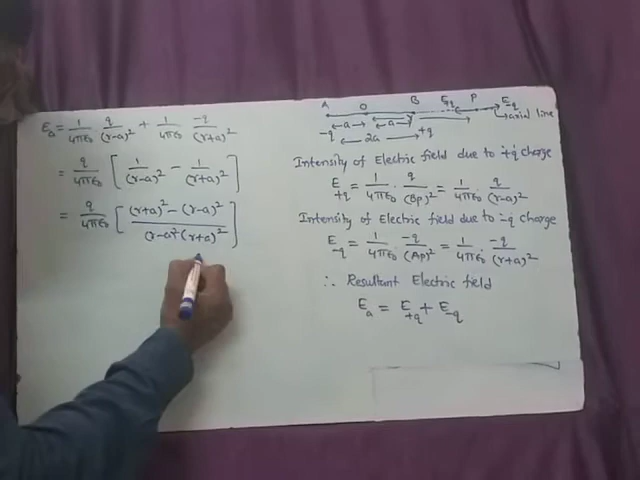 E_a = 1/4πε₀ q/(r-a)² + 1/4πε₀ -q/(r+a)²
= q/4πε₀ [ 1/(r-a)² - 1/(r+a)² ]
= q/4πε₀ [ (r+a)² - (r-a)² / (r-a)² (r+a)² ]
A O B E+q P E-q
axial line
-q a a +q
2a
Intensity of Electric field due to +q charge
E+q = 1/4πε₀ · q/(BP)² = 1/4πε₀ · q/(r-a)²
Intensity of Electric field due to -q charge
E-q = 1/4πε₀ · -q/(AP)² = 1/4πε₀ · -q/(r+a)²
∴ Resultant Electric field
E_a = E+q + E-q